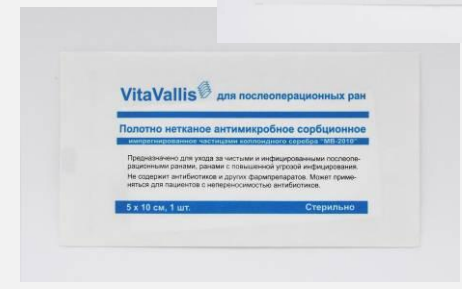 VitaVallis для послеоперационных ран
Полотно нетканое антимикробное сорбционное
импрегнированное частицами коллоидного серебра "МВ-2010"
Предназначено для ухода за чистыми и инфицированными послеопе-
рационными ранами, ранами с повышенной угрозой инфицирования.
Не содержит антибиотиков и других фармпрепаратов. Может приме-
няться для пациентов с непереносимостью антибиотиков.
5 x 10 см, 1 шт. Стерильно